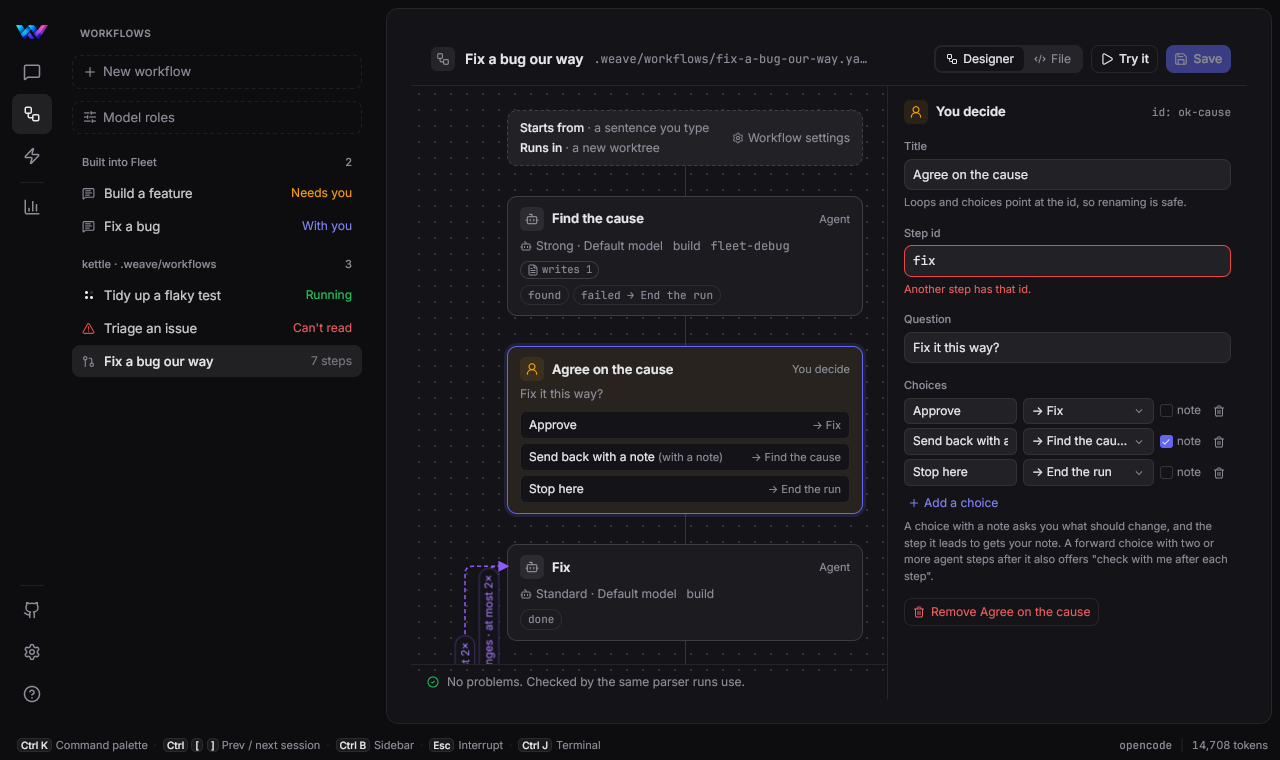 WORKFLOWS
New workflow
Model roles
Built into Fleet 2
Build a feature Needs you
Fix a bug With you
kettle · .weave/workflows 3
Tidy up a flaky test Running
Triage an issue Can't read
Fix a bug our way 7 steps
Fix a bug our way .weave/workflows/fix-a-bug-our-way.ya…
Designer
File
Try it
Save
Starts from · a sentence you type
Runs in · a new worktree
Workflow settings
Find the cause Agent
Strong · Default model build fleet-debug
writes 1
found failed → End the run
Agree on the cause You decide
Fix it this way?
Approve → Fix
Send back with a note (with a note) → Find the cause
Stop here → End the run
Fix Agent
Standard · Default model build
done
nges · at most 2×
t 2×
No problems. Checked by the same parser runs use.
You decide id: ok-cause
Title
Agree on the cause
Loops and choices point at the id, so renaming is safe.
Step id
fix
Another step has that id.
Question
Fix it this way?
Choices
Approve → Fix note
Send back with a → Find the cau... note
Stop here → End the run note
+ Add a choice
A choice with a note asks you what should change, and the
step it leads to gets your note. A forward choice with two or
more agent steps after it also offers "check with me after each
step".
Remove Agree on the cause
Ctrl K Command palette · Ctrl [ ] Prev / next session · Ctrl B Sidebar · Esc Interrupt · Ctrl J Terminal
opencode 14,708 tokens